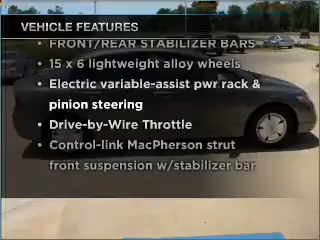 VEHICLE FEATURES
• FRONT/REAR STABILIZER BARS
• 15 x 6 lightweight alloy wheels
• Electric variable-assist pwr rack &
pinion steering
• Drive-by-Wire Throttle
• Control-link MacPherson strut
front suspension w/stabilizer bar